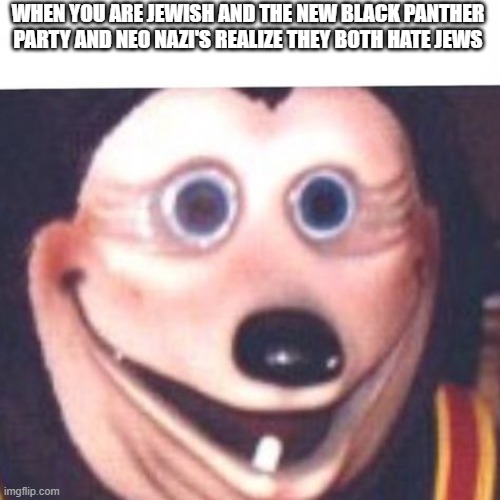 WHEN YOU ARE JEWISH AND THE NEW BLACK PANTHER
PARTY AND NEO NAZI'S REALIZE THEY BOTH HATE JEWS
imgflip.com